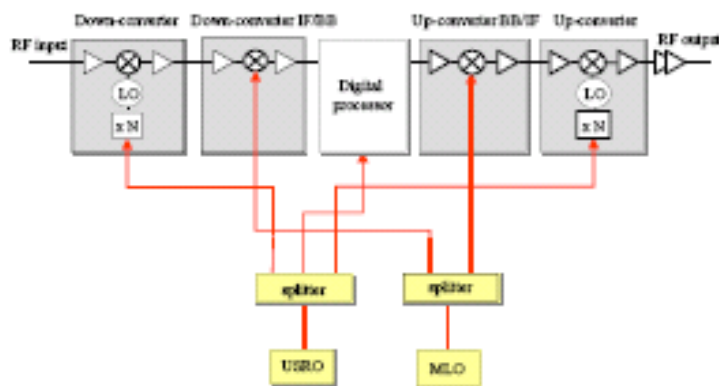 Down-converter
Down-converter IF/BB
Up-converter BB/IF
Up-converter
RF input
RF output
LO
x N
Digital
processor
LO
x N
splitter
splitter
USRO
MLO